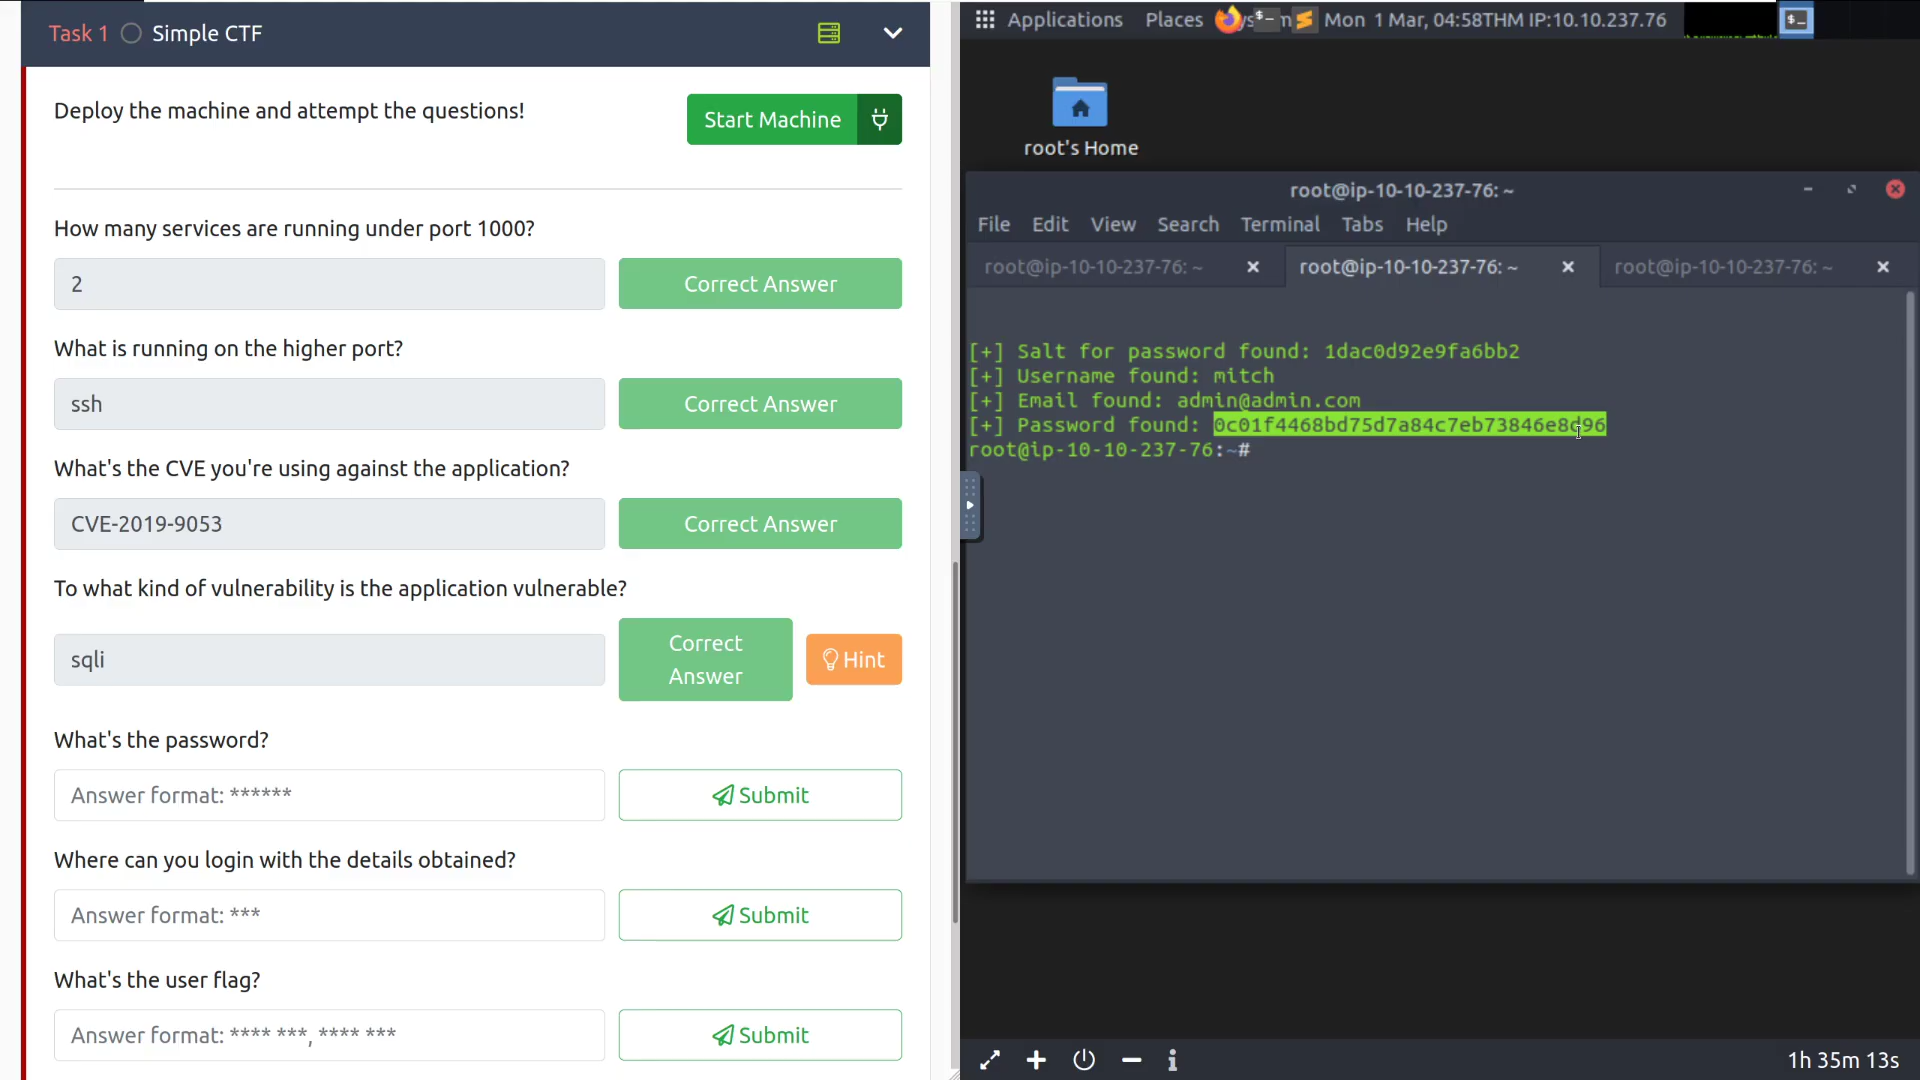 Task 1 Simple CTF
Deploy the machine and attempt the questions!
Start Machine
How many services are running under port 1000?
2
Correct Answer
What is running on the higher port?
ssh
Correct Answer
What's the CVE you're using against the application?
CVE-2019-9053
Correct Answer
To what kind of vulnerability is the application vulnerable?
sqli
Correct
Answer
Hint
What's the password?
Answer format: ******
Submit
Where can you login with the details obtained?
Answer format: ***
Submit
What's the user flag?
Answer format: **** ***, **** ***
Submit
Applications Places Mon 1 Mar, 04:58 THM IP:10.10.237.76
root's Home
root@ip-10-10-237-76: ~
File Edit View Search Terminal Tabs Help
root@ip-10-10-237-76: ~ root@ip-10-10-237-76: ~ root@ip-10-10-237-76: ~
[+] Salt for password found: 1dac0d92e9fa6bb2
[+] Username found: mitch
[+] Email found: admin@admin.com
[+] Password found: 0c01f4468bd75d7a84c7eb73846e8d96
root@ip-10-10-237-76:~#
1h 35m 13s